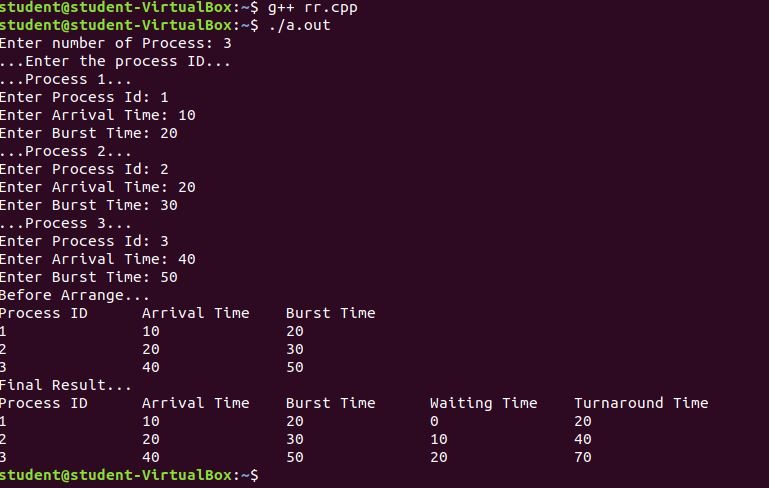 student@student-VirtualBox:~$ g++ rr.cpp
student@student-VirtualBox:~$ ./a.out
Enter number of Process: 3
...Enter the process ID...
...Process 1...
Enter Process Id: 1
Enter Arrival Time: 10
Enter Burst Time: 20
...Process 2...
Enter Process Id: 2
Enter Arrival Time: 20
Enter Burst Time: 30
...Process 3...
Enter Process Id: 3
Enter Arrival Time: 40
Enter Burst Time: 50
Before Arrange...
Process ID      Arrival Time    Burst Time
1               10              20
2               20              30
3               40              50
Final Result...
Process ID      Arrival Time    Burst Time      Waiting Time    Turnaround Time
1               10              20              0               20
2               20              30              10              40
3               40              50              20              70
student@student-VirtualBox:~$